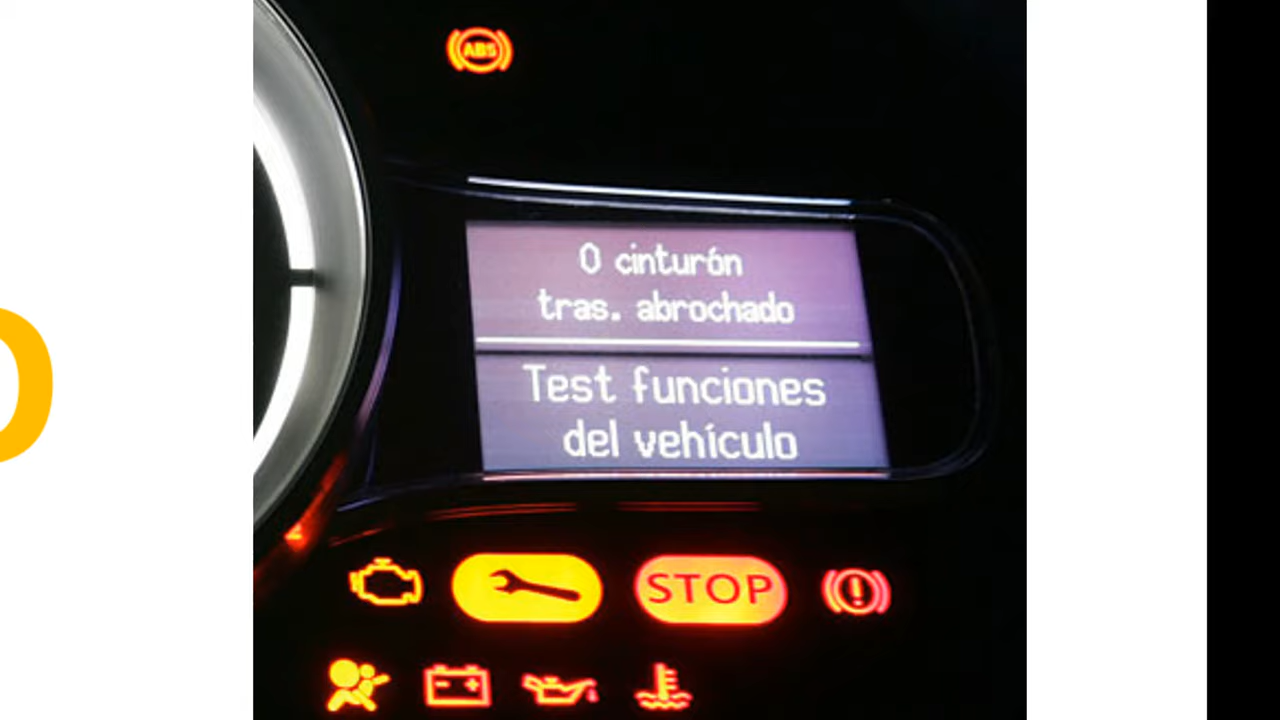 ABS
0 cinturón
tras. abrochado
Test funciones
del vehículo
STOP